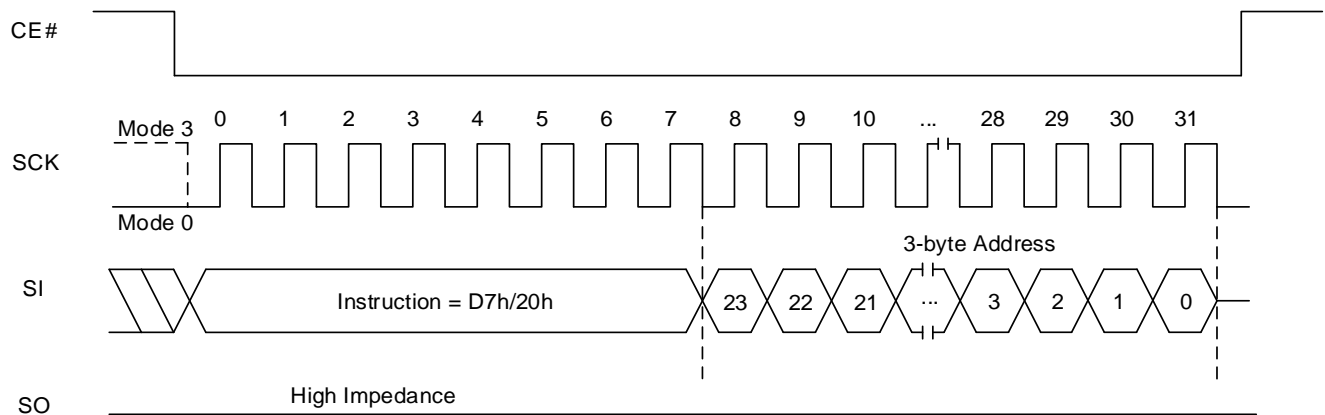 CE#
0 1 2 3 4 5 6 7 8 9 10 ... 28 29 30 31
Mode 3
SCK
Mode 0
3-byte Address
SI
Instruction = D7h/20h 23 22 21 ... 3 2 1 0
High Impedance
SO